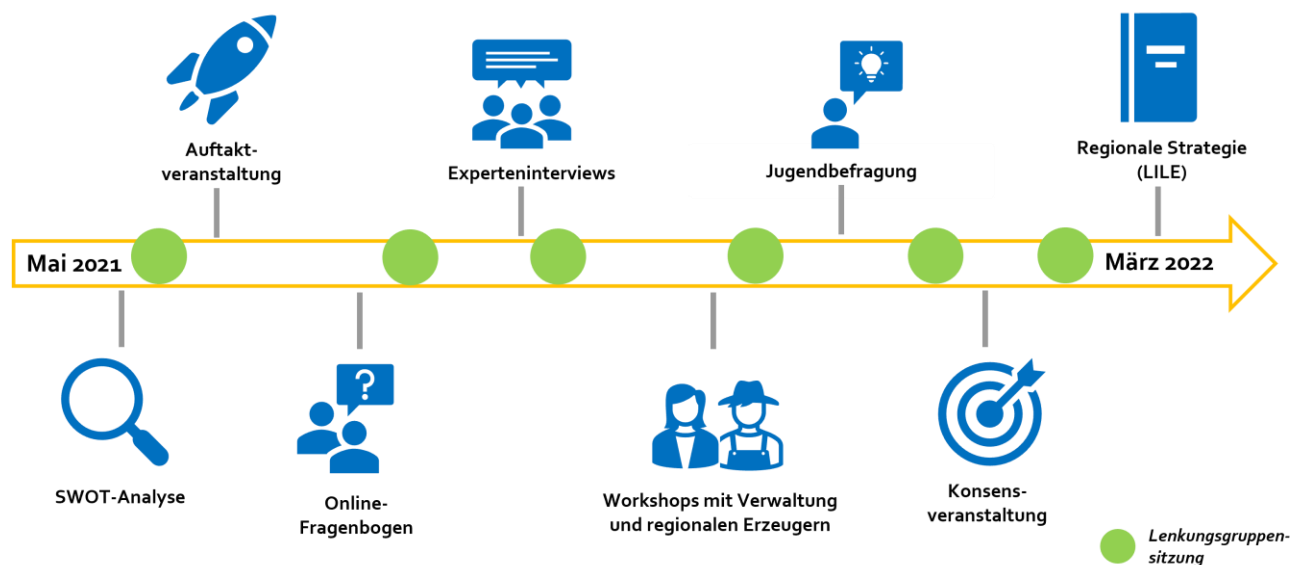 Auftakt-
veranstaltung
Experteninterviews
Jugendbefragung
Regionale Strategie
(LILE)
Mai 2021
März 2022
?
SWOT-Analyse
Online-
Fragenbogen
Workshops mit Verwaltung
und regionalen Erzeugern
Konsens-
veranstaltung
Lenkungsgruppen-
sitzung